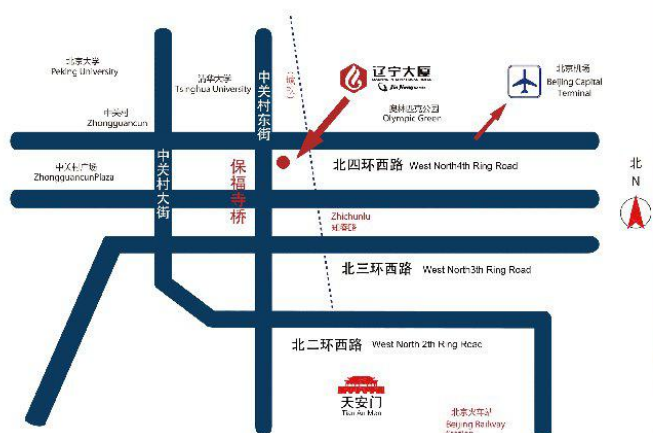 北京大学
Peking University
清华大学
Tsinghua University
中关村东街
辽宁大厦
北京机场
Beijing Capital
Terminal
中关村
Zhongguancun
奥林匹克公园
Olympic Green
中关村广场
ZhongguancunPlaza
中关村大街
保福寺桥
北四环西路 West North4th Ring Road
北
N
Zhichunlu
知春路
北三环西路 West North3th Ring Road
北二环西路 West North 2th Ring Road
天安门
Tian An Men
北京火车站
Beijing Railway